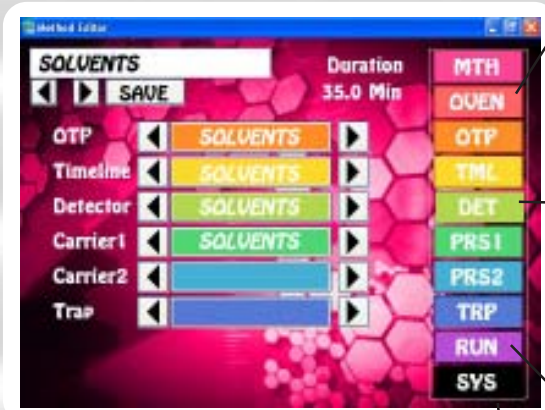 Method Editor
SOLVENTS
Duration
SAVE
35.0 Min
OTP SOLVENTS
Timeline SOLVENTS
Detector SOLVENTS
Carrier1 SOLVENTS
Carrier2
Trap
MTH
OVEN
OTP
TML
DET
PRS1
PRS2
TRP
RUN
SYS